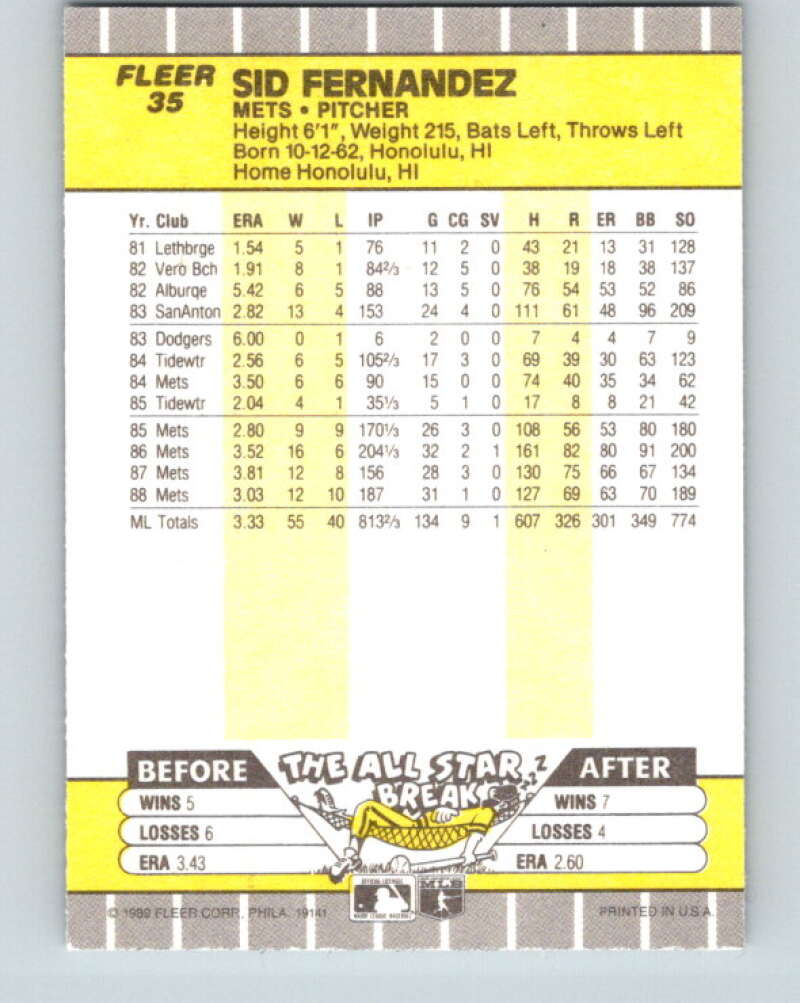 FLEER
35
SID FERNANDEZ
METS • PITCHER
Height 6'1", Weight 215, Bats Left, Throws Left
Born 10-12-62, Honolulu, HI
Home Honolulu, HI
Yr. Club ERA W L IP G CG SV H R ER BB SO
81 Lethbrge 1.54 5 1 76 11 2 0 43 21 13 31 128
82 Vero Bch 1.91 8 1 84⅔ 12 5 0 38 19 18 38 137
82 Alburqe 5.42 6 5 88 13 5 0 76 54 53 52 86
83 SanAnton 2.82 13 4 153 24 4 0 111 61 48 96 209
83 Dodgers 6.00 0 1 6 2 0 0 7 4 4 7 9
84 Tidewtr 2.56 6 5 105⅔ 17 3 0 69 39 30 63 123
84 Mets 3.50 6 6 90 15 0 0 74 40 35 34 62
85 Tidewtr 2.04 4 1 35⅓ 5 1 0 17 8 8 21 42
85 Mets 2.80 9 9 170⅓ 26 3 0 108 56 53 80 180
86 Mets 3.52 16 6 204⅓ 32 2 1 161 82 80 91 200
87 Mets 3.81 12 8 156 28 3 0 130 75 66 67 134
88 Mets 3.03 12 10 187 31 1 0 127 69 63 70 189
ML Totals 3.33 55 40 813⅔ 134 9 1 607 326 301 349 774
BEFORE THE ALL STAR BREAK ZZZ AFTER
WINS 5 WINS 7
LOSSES 6 LOSSES 4
ERA 3.43 ERA 2.60
OFFICIAL LICENSEE
MAJOR LEAGUE BASEBALL
MLB
© 1989 FLEER CORP., PHILA. 19141 PRINTED IN U.S.A.